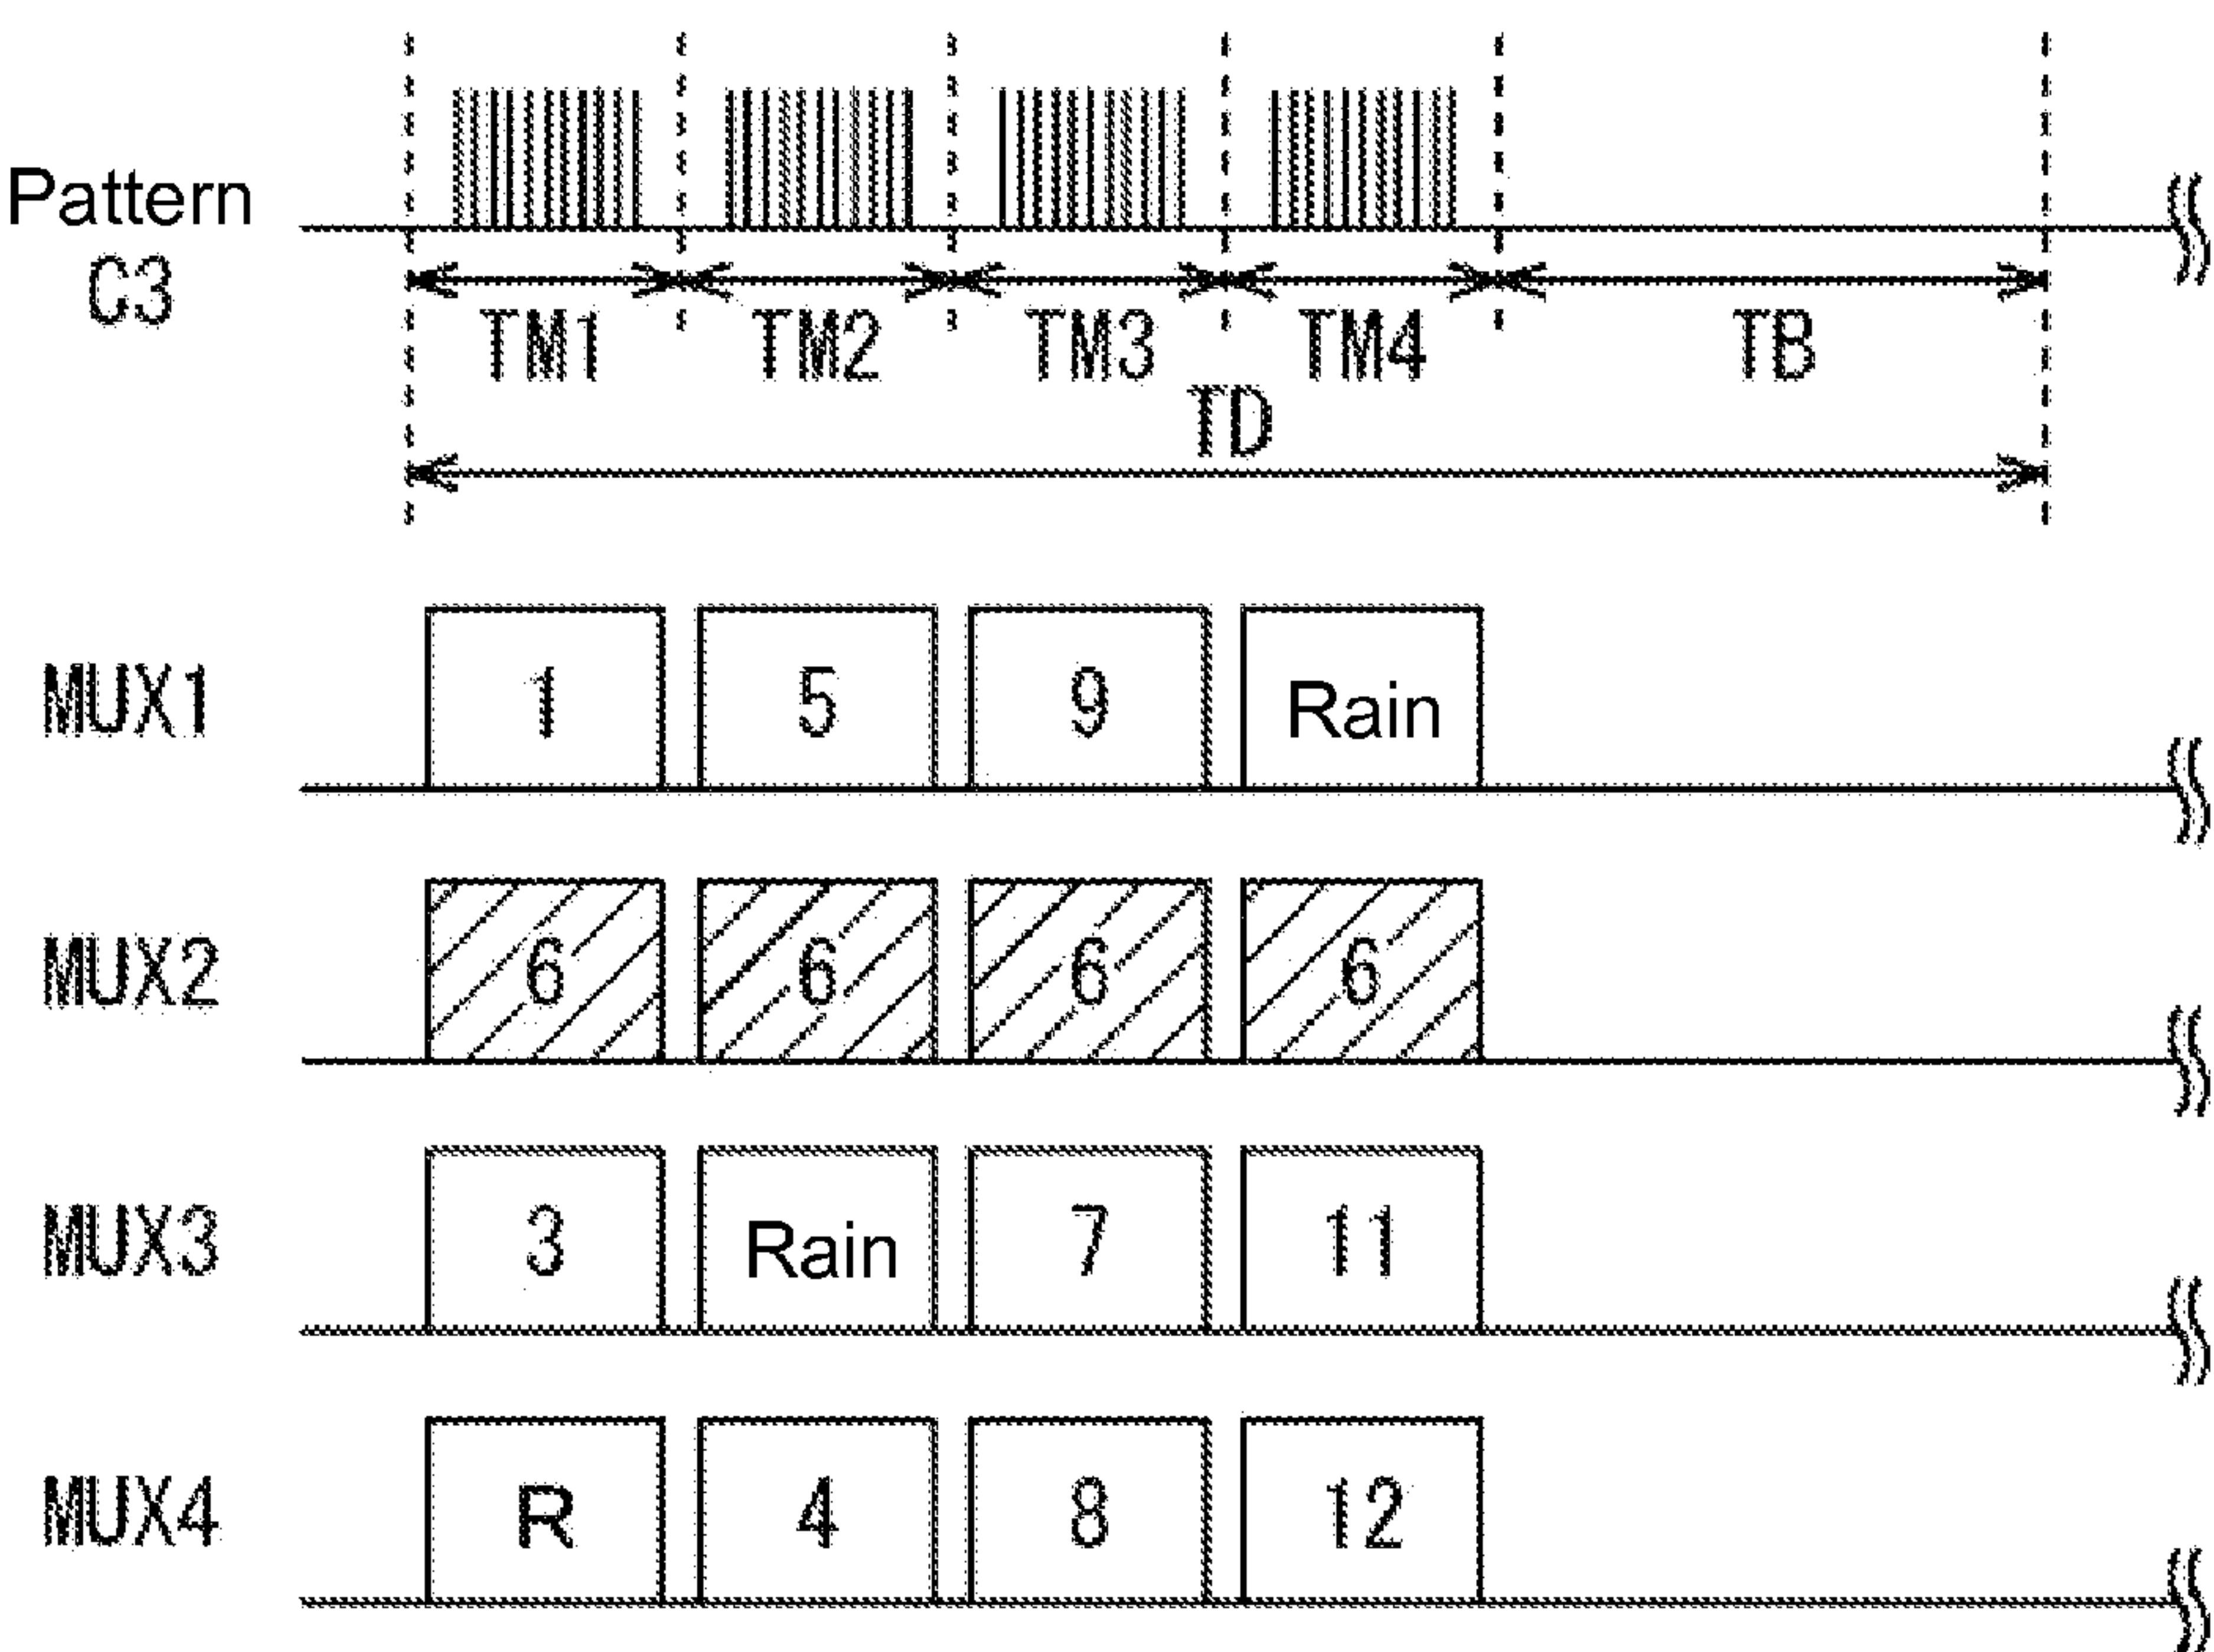 Pattern
C3
TM1 TM2 TM3 TM4 TB
TD
MUX1 1 5 9 Rain
MUX2 6 6 6 6
MUX3 3 Rain 7 11
MUX4 R 4 8 12